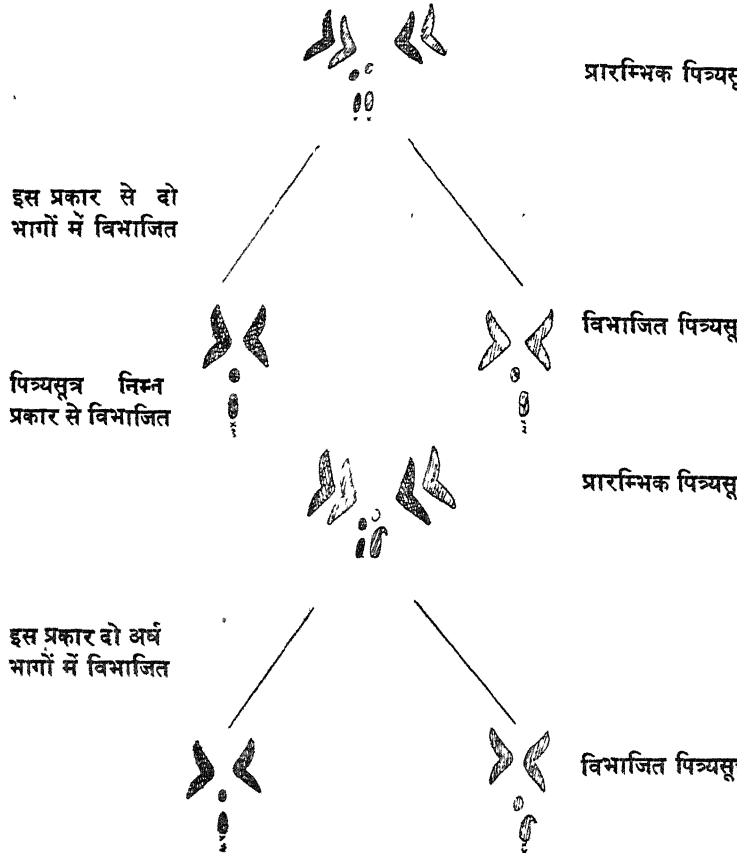 प्रारम्भिक पित्र्यसू
इस प्रकार से दो
भागों में विभाजित
विभाजित पित्र्यसू
पित्र्यसूत्र निम्न
प्रकार से विभाजित
प्रारम्भिक पित्र्यसू
इस प्रकार दो अर्ध
भागों में विभाजित
विभाजित पित्र्यसू